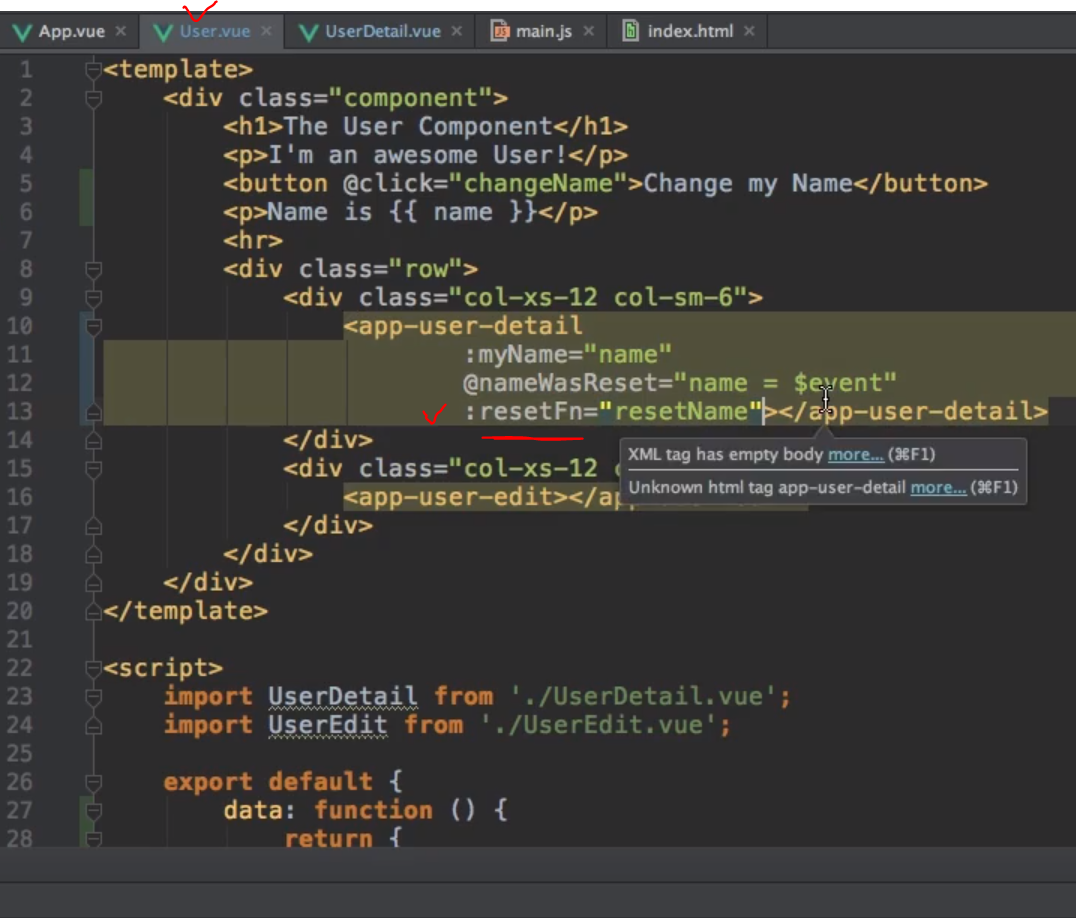 App.vue × User.vue × UserDetail.vue × main.js × index.html ×
1 <template>
2 <div class="component">
3 <h1>The User Component</h1>
4 <p>I'm an awesome User!</p>
5 <button @click="changeName">Change my Name</button>
6 <p>Name is {{ name }}</p>
7 <hr>
8 <div class="row">
9 <div class="col-xs-12 col-sm-6">
10 <app-user-detail
11 :myName="name"
12 @nameWasReset="name = $event"
13 :resetFn="resetName"></app-user-detail>
14 </div>
15 <div class="col-xs-12
XML tag has empty body more... (⌘F1)
Unknown html tag app-user-detail more... (⌘F1)
16 <app-user-edit></ap
17 </div>
18 </div>
19 </div>
20 </template>
21
22 <script>
23 import UserDetail from './UserDetail.vue';
24 import UserEdit from './UserEdit.vue';
25
26 export default {
27 data: function () {
28 return {